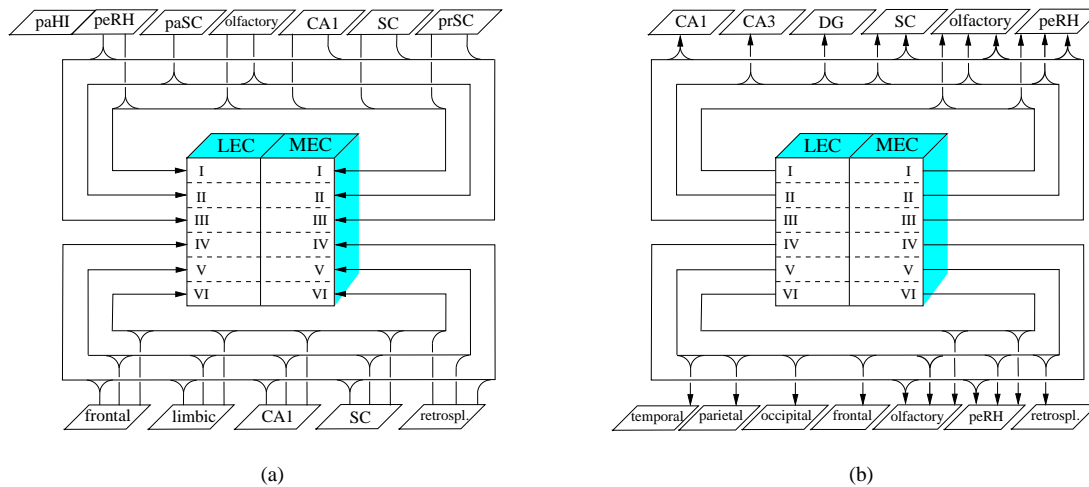 paHI peRH paSC olfactory CA1 SC prSC
LEC MEC
I I
II II
III III
IV IV
V V
VI VI
frontal limbic CA1 SC retrospl.
(a)
CA1 CA3 DG SC olfactory peRH
LEC MEC
I I
II II
III III
IV IV
V V
VI VI
temporal parietal occipital frontal olfactory peRH retrospl.
(b)